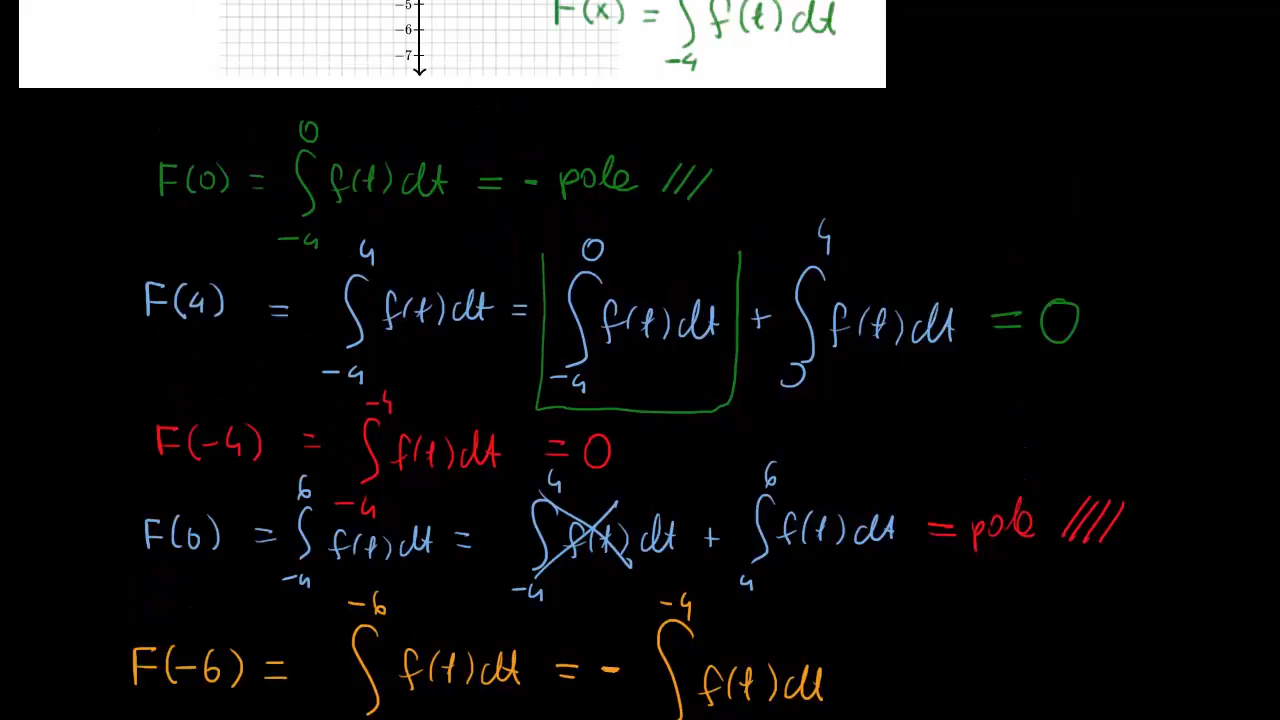 -5
-6
-7
F(x) = ∫_{-4} f(t) dt
F(0) = ∫_{-4}^{0} f(t) dt = - pole ///
F(4) = ∫_{-4}^{4} f(t) dt = ∫_{-4}^{0} f(t) dt + ∫_{0}^{4} f(t) dt = 0
F(-4) = ∫_{-4}^{-4} f(t) dt = 0
F(6) = ∫_{-4}^{6} f(t) dt = ∫_{-4}^{4} f(t) dt + ∫_{4}^{6} f(t) dt = pole ////
F(-6) = ∫^{-6} f(t) dt = - ∫^{-4} f(t) dt